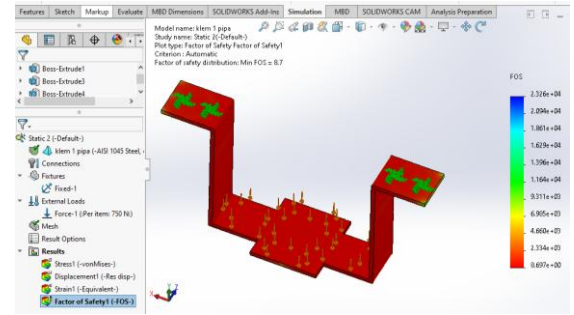 Features Sketch Markup Evaluate MBD Dimensions SOLIDWORKS Add-Ins Simulation MBD SOLIDWORKS CAM Analysis Preparation
Model name: klem 1 pipa
Study name: Static 2(-Default-)
Plot type: Factor of Safety Factor of Safety1
Criterion : Automatic
Factor of safety distribution: Min FOS = 8.7
Boss-Extrude1
Boss-Extrude3
Boss-Extrude4
Static 2 (-Default-)
klem 1 pipa (-AISI 1045 Steel,
Connections
Fixtures
Fixed-1
External Loads
Force-1 (:Per item: 750 N:)
Mesh
Result Options
Results
Stress1 (-vonMises-)
Displacement1 (-Res disp-)
Strain1 (-Equivalent-)
Factor of Safety1 (-FOS-)
FOS
2.326e+04
2.094e+04
1.861e+04
1.629e+04
1.396e+04
1.164e+04
9.311e+03
6.985e+03
4.660e+03
2.334e+03
8.697e+00